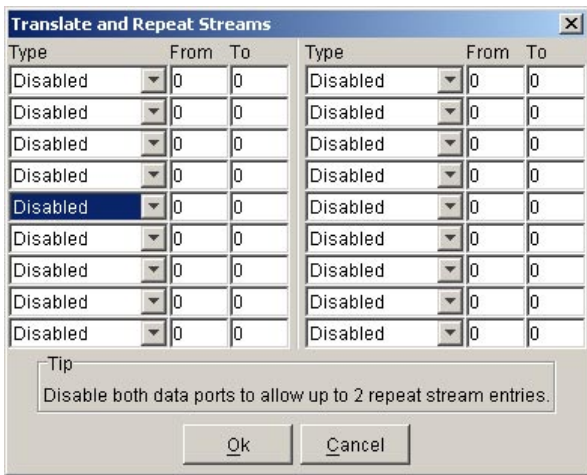 Translate and Repeat Streams
Type From To Type From To
Disabled 0 0 Disabled 0 0
Disabled 0 0 Disabled 0 0
Disabled 0 0 Disabled 0 0
Disabled 0 0 Disabled 0 0
Disabled 0 0 Disabled 0 0
Disabled 0 0 Disabled 0 0
Disabled 0 0 Disabled 0 0
Disabled 0 0 Disabled 0 0
Disabled 0 0 Disabled 0 0
Tip
Disable both data ports to allow up to 2 repeat stream entries.
Ok Cancel